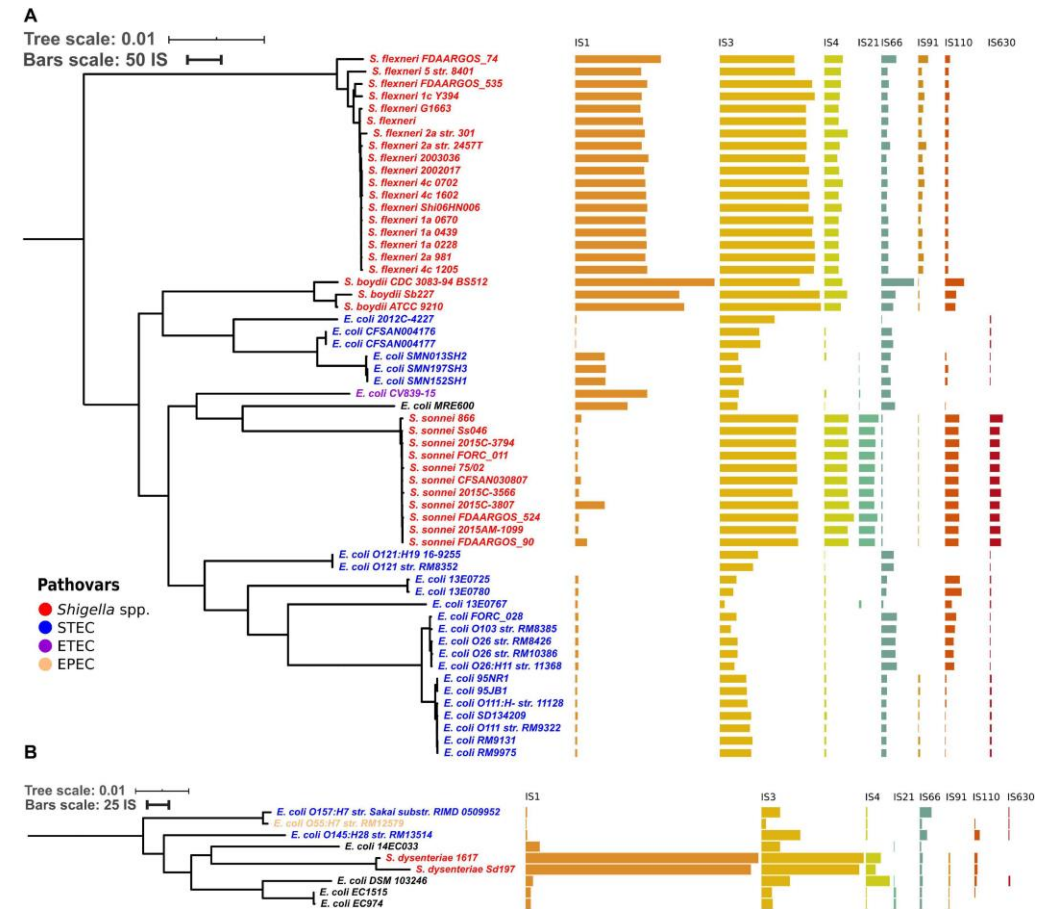 A
Tree scale: 0.01
Bars scale: 50 IS
IS1 IS3 IS4 IS21 IS66 IS91 IS110 IS630
S. flexneri FDAARGOS_74
S. flexneri 5 str. 8401
S. flexneri FDAARGOS_535
S. flexneri 1c Y394
S. flexneri G1663
S. flexneri
S. flexneri 2a str. 301
S. flexneri 2a str. 2457T
S. flexneri 2003036
S. flexneri 2002017
S. flexneri 4c 0702
S. flexneri 4c 1602
S. flexneri Shi06HN006
S. flexneri 1a 0670
S. flexneri 1a 0439
S. flexneri 1a 0228
S. flexneri 2a 981
S. flexneri 4c 1205
S. boydii CDC 3083-94 BS512
S. boydii Sb227
S. boydii ATCC 9210
E. coli 2012C-4227
E. coli CFSAN004176
E. coli CFSAN004177
E. coli SMN013SH2
E. coli SMN197SH3
E. coli SMN152SH1
E. coli CV839-15
E. coli MRE600
S. sonnei 866
S. sonnei Ss046
S. sonnei 2015C-3794
S. sonnei FORC_011
S. sonnei 75/02
S. sonnei CFSAN030807
S. sonnei 2015C-3566
S. sonnei 2015C-3807
S. sonnei FDAARGOS_524
S. sonnei 2015AM-1099
S. sonnei FDAARGOS_90
E. coli O121:H19 16-9255
E. coli O121 str. RM8352
E. coli 13E0725
E. coli 13E0780
E. coli 13E0767
E. coli FORC_028
E. coli O103 str. RM8385
E. coli O26 str. RM8426
E. coli O26 str. RM10386
E. coli O26:H11 str. 11368
E. coli 95NR1
E. coli 95JB1
E. coli O111:H- str. 11128
E. coli SD134209
E. coli O111 str. RM9322
E. coli RM9131
E. coli RM9975
Pathovars
Shigella spp.
STEC
ETEC
EPEC
B
Tree scale: 0.01
Bars scale: 25 IS
IS1 IS3 IS4 IS21 IS66 IS91 IS110 IS630
E. coli O157:H7 str. Sakai substr. RIMD 0509952
E. coli O55:H7 str. RM12579
E. coli O145:H28 str. RM13514
E. coli 14EC033
S. dysenteriae 1617
S. dysenteriae Sd197
E. coli DSM 103246
E. coli EC1515
E. coli EC974